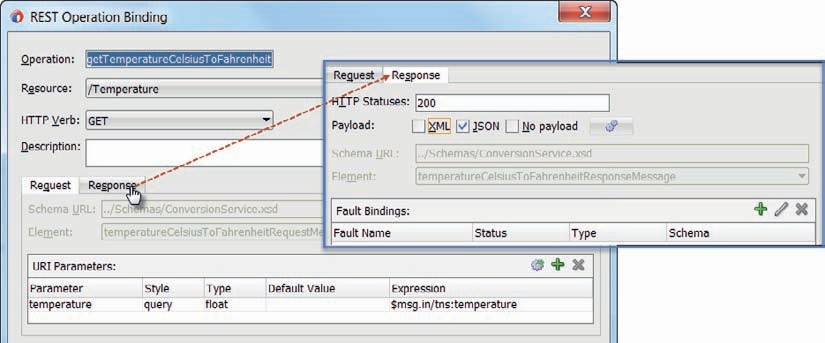 REST Operation Binding
Operation: getTemperatureCelsiusToFahrenheit
Resource: /Temperature
HTTP Verb: GET
Description:
Request Response
Schema URL: ../Schemas/ConversionService.xsd
Element: temperatureCelsiusToFahrenheitRequestMe
URI Parameters:
Parameter Style Type Default Value Expression
temperature query float $msg.in/tns:temperature
Request Response
HTTP Statuses: 200
Payload: XML JSON No payload
Schema URL: ../Schemas/ConversionService.xsd
Element: temperatureCelsiusToFahrenheitResponseMessage
Fault Bindings:
Fault Name Status Type Schema